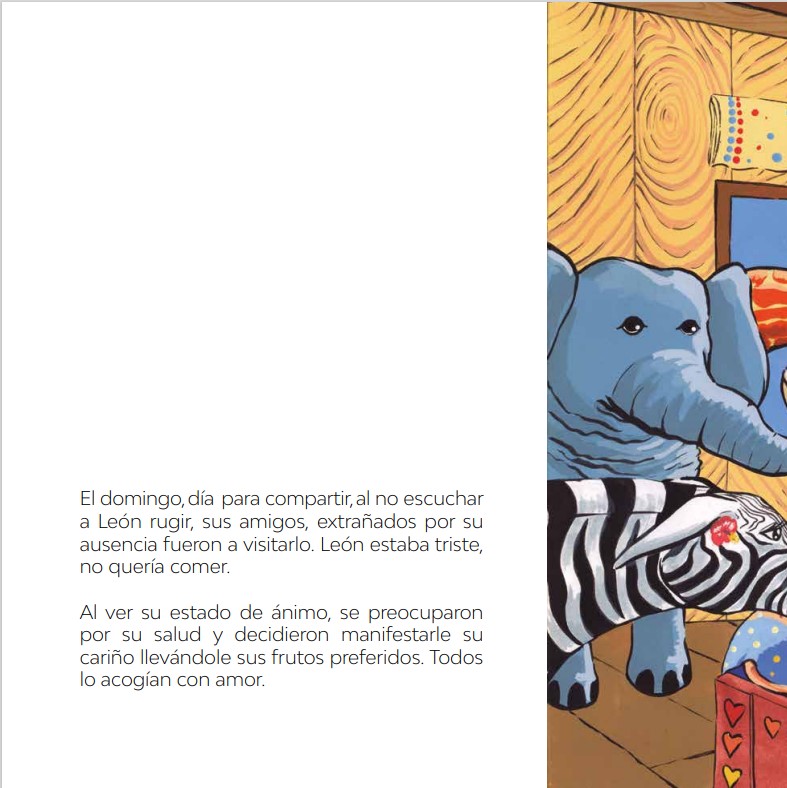 El domingo, día para compartir, al no escuchar
a León rugir, sus amigos, extrañados por su
ausencia fueron a visitarlo. León estaba triste,
no quería comer.
Al ver su estado de ánimo, se preocuparon
por su salud y decidieron manifestarle su
cariño llevándole sus frutos preferidos. Todos
lo acogían con amor.